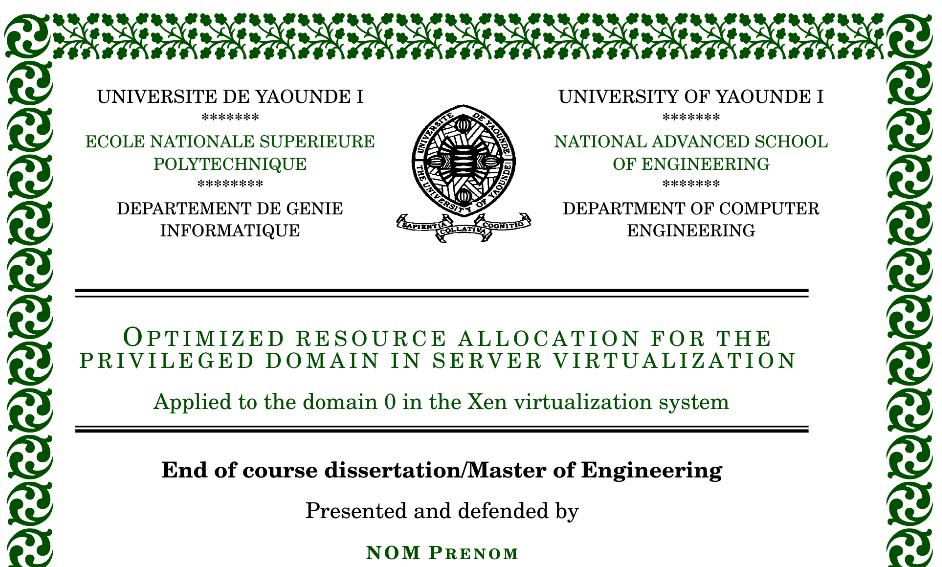 UNIVERSITE DE YAOUNDE I
*******
ECOLE NATIONALE SUPERIEURE
POLYTECHNIQUE
********
DEPARTEMENT DE GENIE
INFORMATIQUE
UNIVERSITE DE YAOUNDE I
THE UNIVERSITY OF YAOUNDE I
SAPIENTIA
COLLATIVA
COGNITIO
UNIVERSITY OF YAOUNDE I
*******
NATIONAL ADVANCED SCHOOL
OF ENGINEERING
*******
DEPARTMENT OF COMPUTER
ENGINEERING
OPTIMIZED RESOURCE ALLOCATION FOR THE
PRIVILEGED DOMAIN IN SERVER VIRTUALIZATION
Applied to the domain 0 in the Xen virtualization system
End of course dissertation/Master of Engineering
Presented and defended by
NOM PRENOM